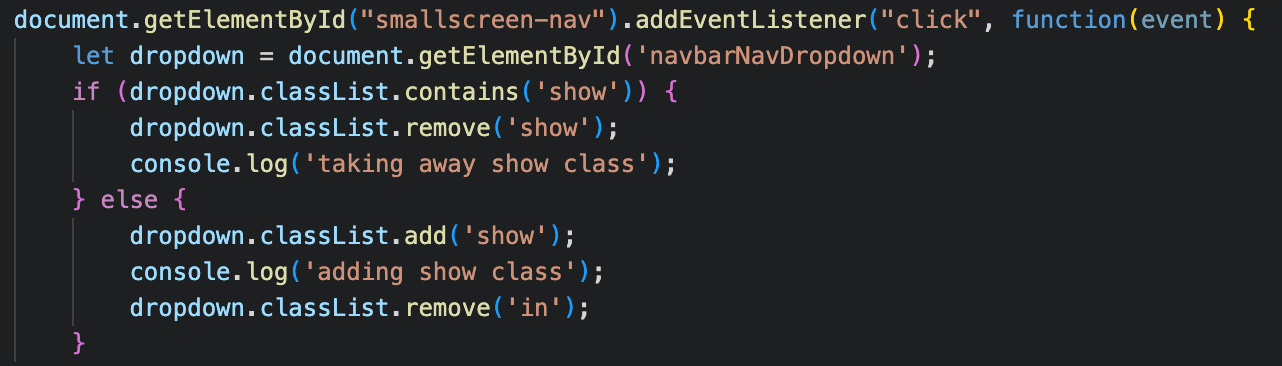 document.getElementById("smallscreen-nav").addEventListener("click", function(event) {
    let dropdown = document.getElementById('navbarNavDropdown');
    if (dropdown.classList.contains('show')) {
        dropdown.classList.remove('show');
        console.log('taking away show class');
    } else {
        dropdown.classList.add('show');
        console.log('adding show class');
        dropdown.classList.remove('in');
    }